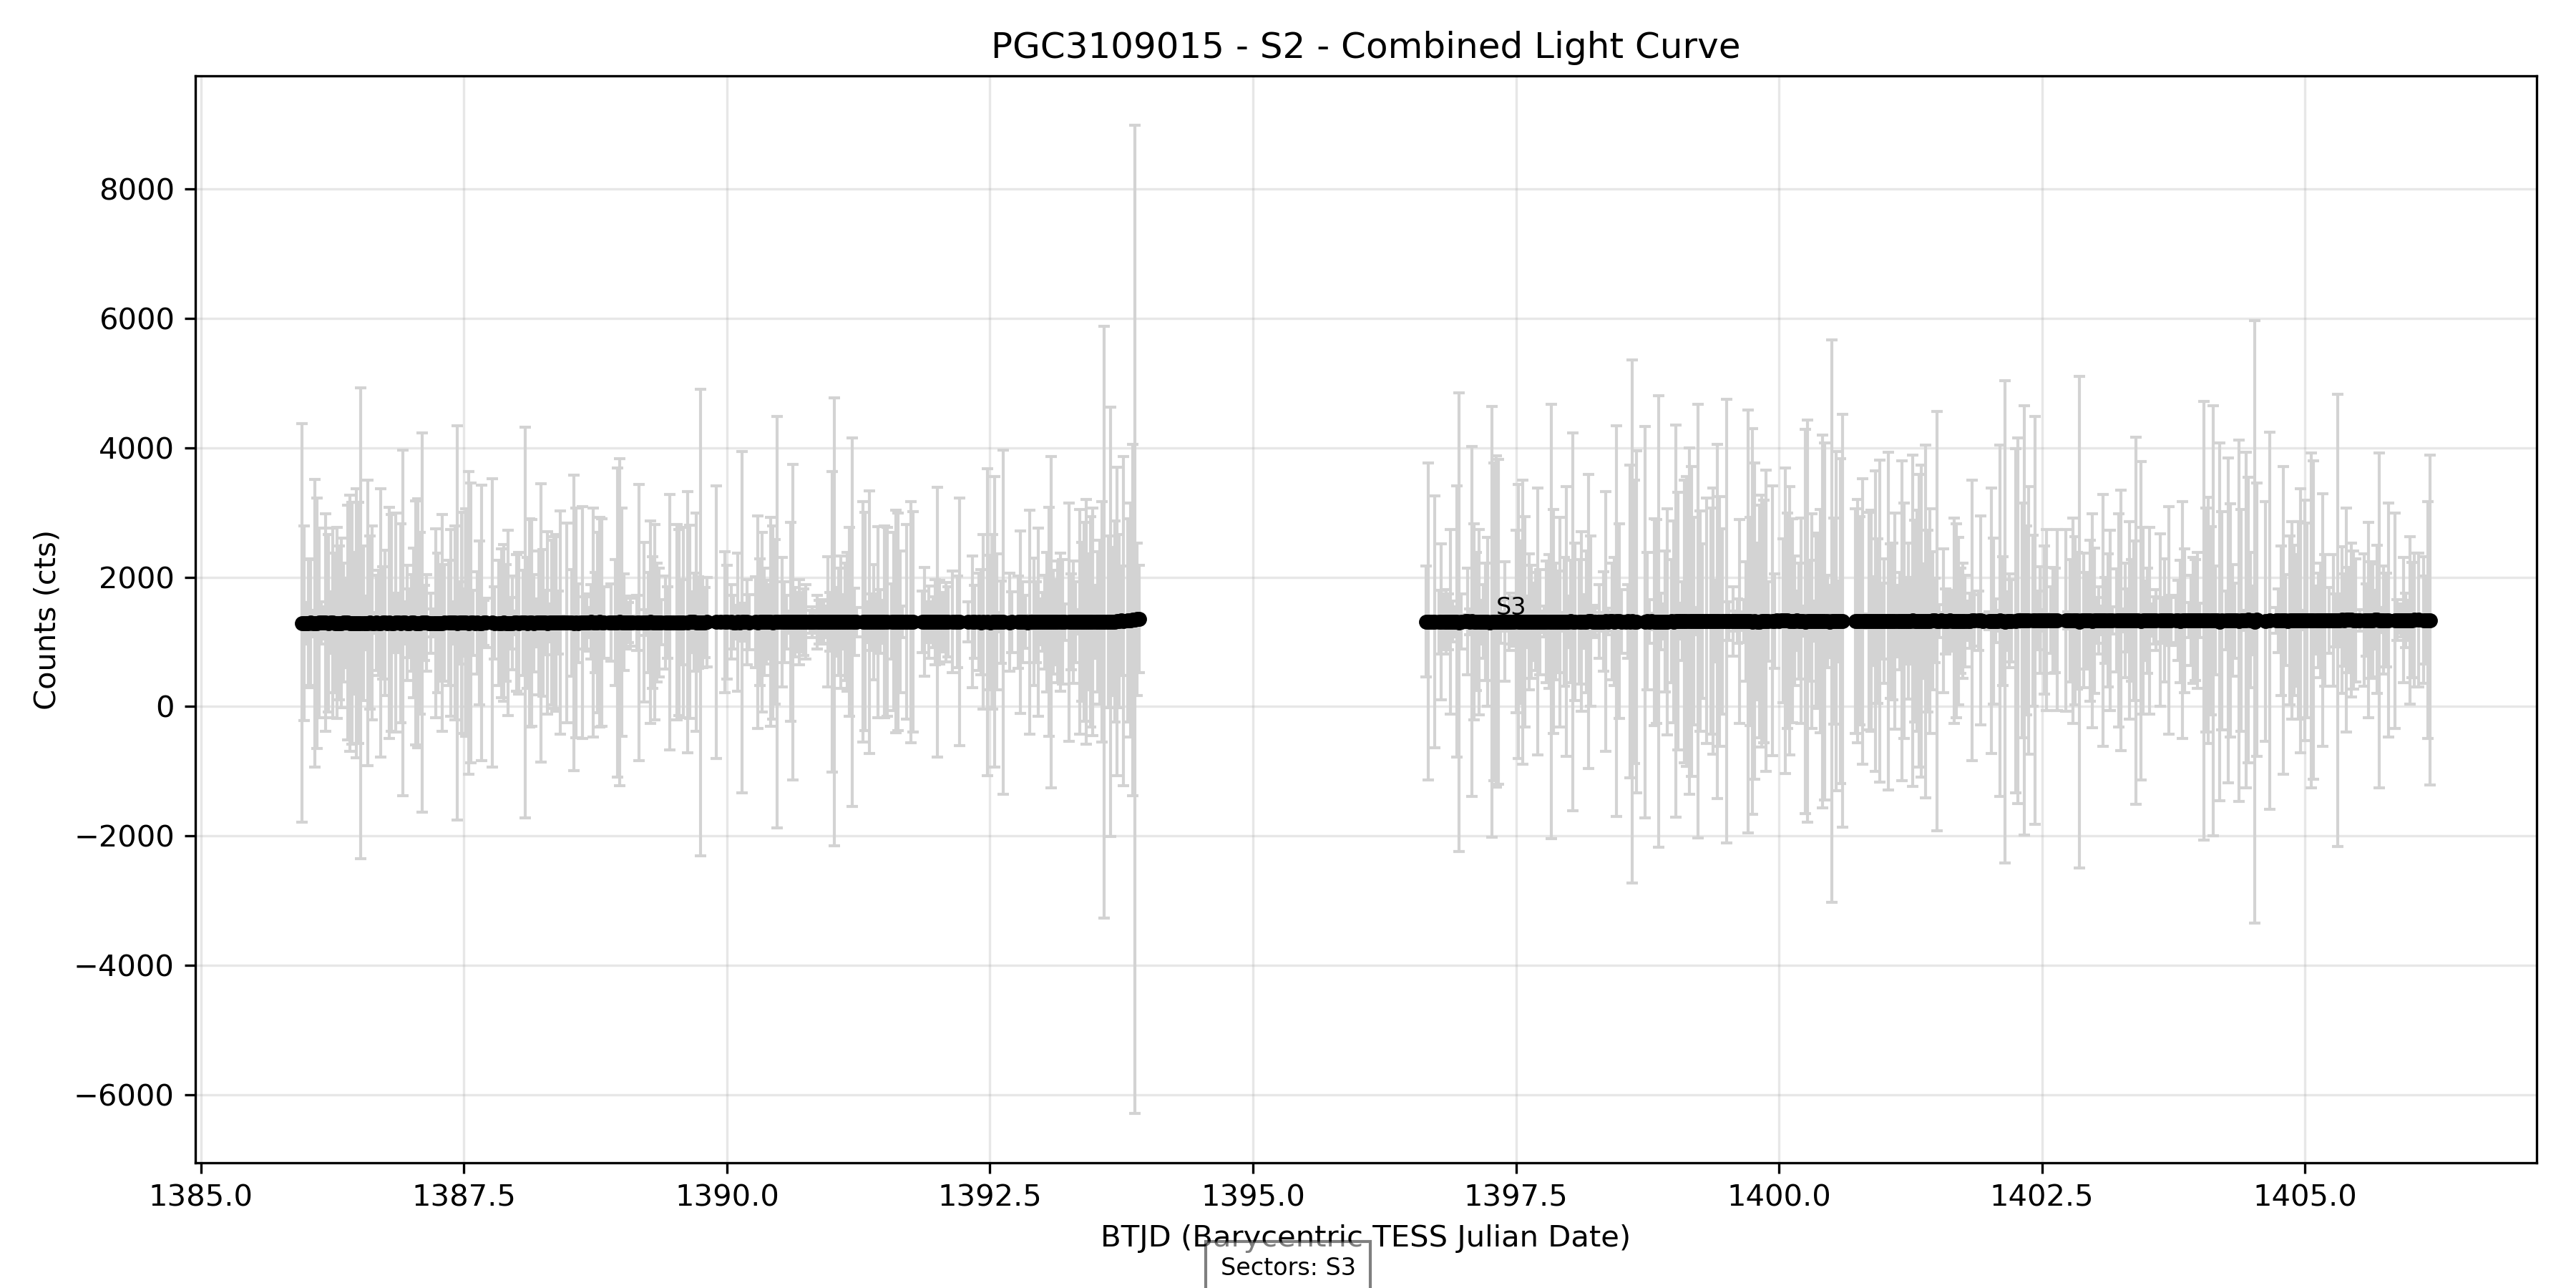 PGC3109015 - S2 - Combined Light Curve
Counts (cts)
8000
6000
4000
2000
0
−2000
−4000
−6000
S3
1385.0 1387.5 1390.0 1392.5 1395.0 1397.5 1400.0 1402.5 1405.0
BTJD (Barycentric TESS Julian Date)
Sectors: S3